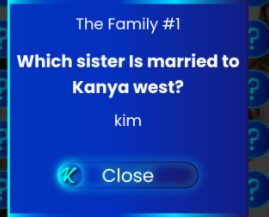 The Family #1
Which sister Is married to
Kanya west?
kim
K Close